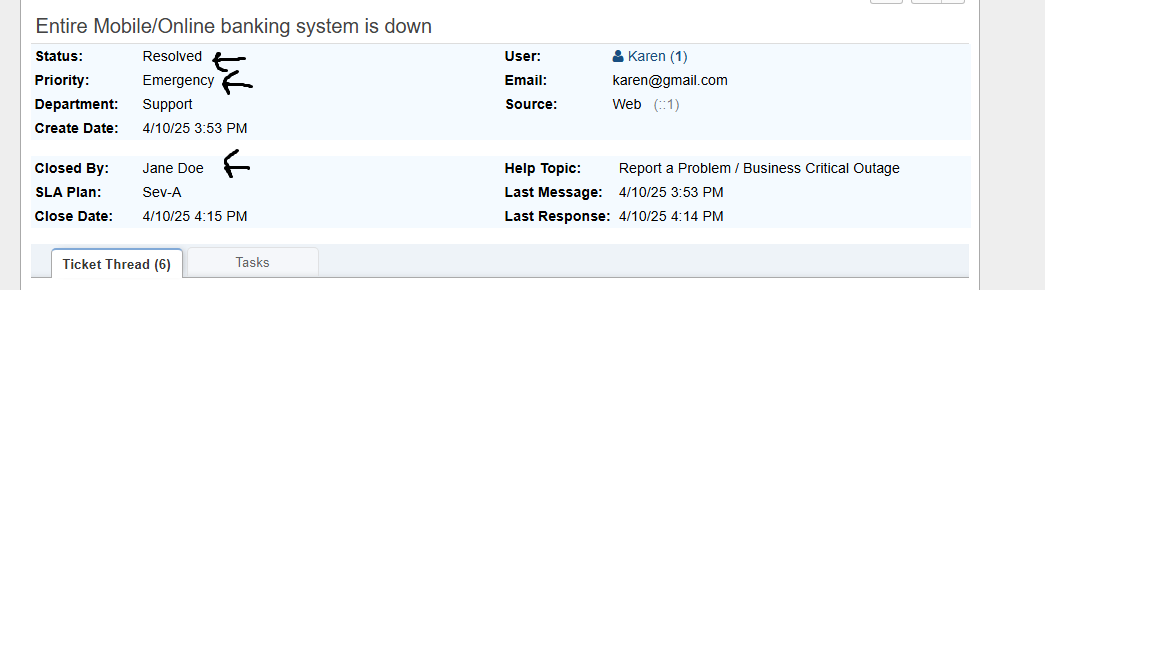 Entire Mobile/Online banking system is down
Status: Resolved
Priority: Emergency
Department: Support
Create Date: 4/10/25 3:53 PM
User: Karen (1)
Email: karen@gmail.com
Source: Web (::1)
Closed By: Jane Doe
SLA Plan: Sev-A
Close Date: 4/10/25 4:15 PM
Help Topic: Report a Problem / Business Critical Outage
Last Message: 4/10/25 3:53 PM
Last Response: 4/10/25 4:14 PM
Ticket Thread (6)
Tasks